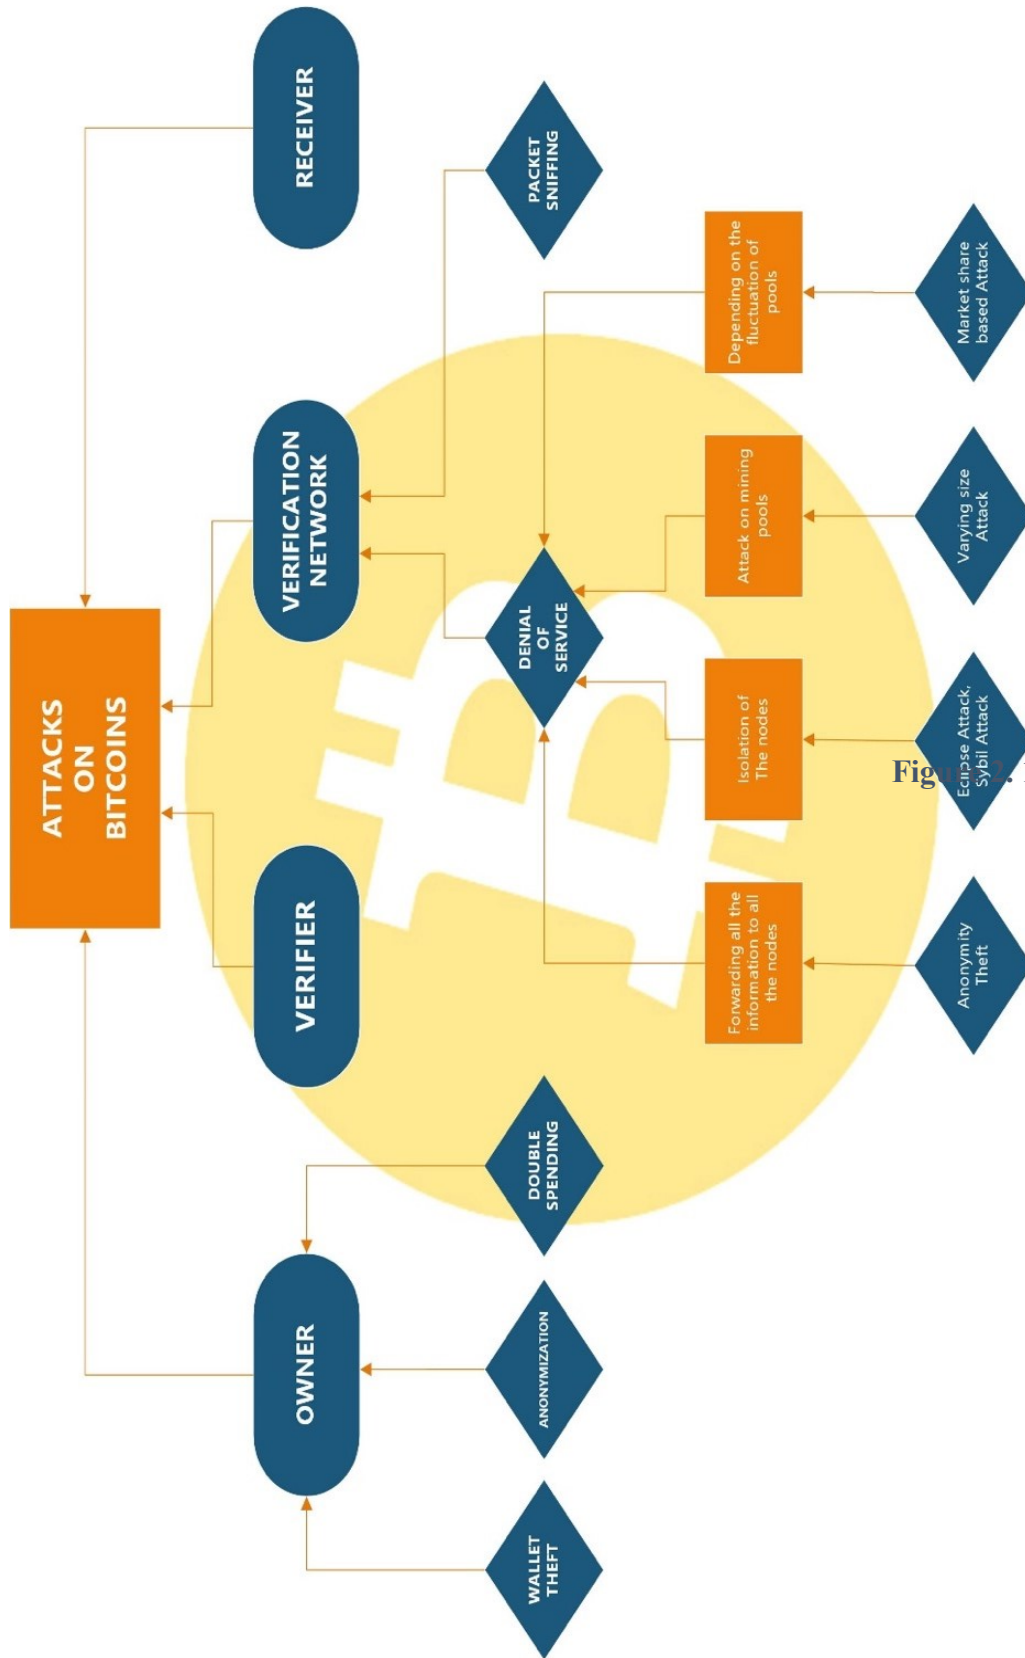 ATTACKS
ON
BITCOINS
OWNER
VERIFIER
VERIFICATION
NETWORK
RECEIVER
WALLET
THEFT
ANONYMIZATION
DOUBLE
SPENDING
DENIAL
OF
SERVICE
PACKET
SNIFFING
Forwarding all the
information to all
the nodes
Isolation of
The nodes
Attack on mining
pools
Depending on the
fluctuation of
pools
Anonymity
Theft
Eclipse Attack,
Sybil Attack
Varying size
Attack
Market share
based Attack
Figure 2.